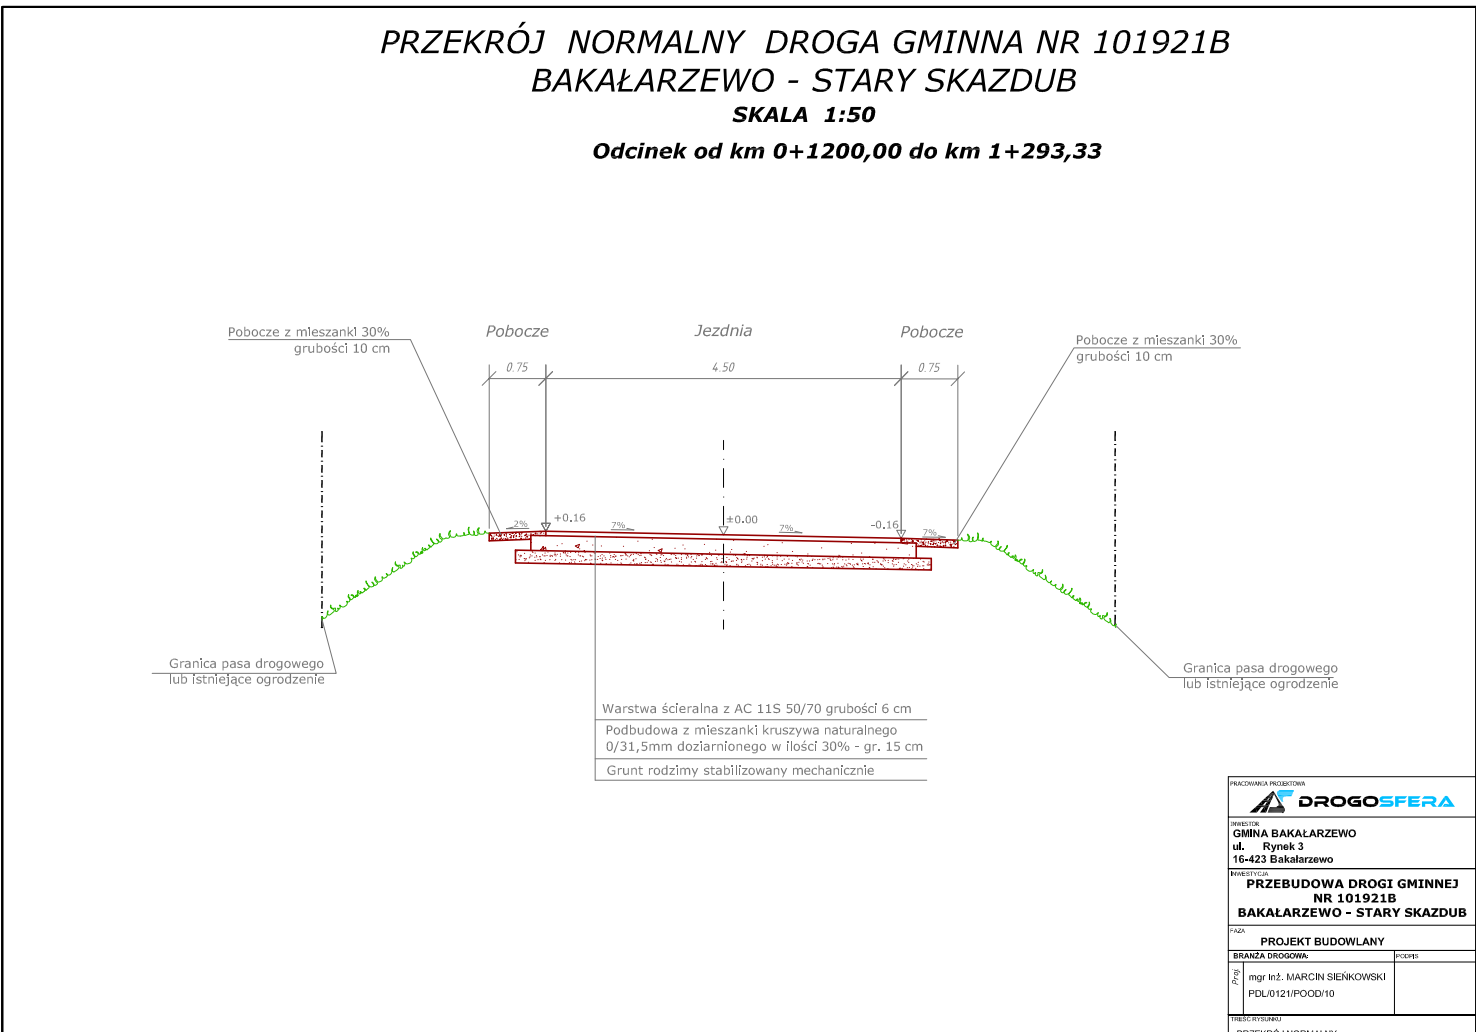 PRZEKRÓJ NORMALNY DROGA GMINNA NR 101921B
BAKAŁARZEWO - STARY SKAZDUB
SKALA 1:50
Odcinek od km 0+1200,00 do km 1+293,33
Pobocze z mieszanki 30%
grubości 10 cm
Pobocze
Jezdnia
Pobocze
Pobocze z mieszanki 30%
grubości 10 cm
0.75
4.50
0.75
2%
+0.16
7%
±0.00
7%
-0.16
7%
Granica pasa drogowego
lub istniejące ogrodzenie
Granica pasa drogowego
lub istniejące ogrodzenie
Warstwa ścieralna z AC 11S 50/70 grubości 6 cm
Podbudowa z mieszanki kruszywa naturalnego
0/31,5mm doziarnionego w ilości 30% - gr. 15 cm
Grunt rodzimy stabilizowany mechanicznie
PRACOWANIA PROJEKTOWA
DROGOSFERA
INWESTOR
GMINA BAKAŁARZEWO
ul. Rynek 3
16-423 Bakałarzewo
INWESTYCJA
PRZEBUDOWA DROGI GMINNEJ
NR 101921B
BAKAŁARZEWO - STARY SKAZDUB
FAZA
PROJEKT BUDOWLANY
BRANŻA DROGOWA:
PODPIS
Proj.
mgr inż. MARCIN SIEŃKOWSKI
PDL/0121/POOD/10
TREŚĆ RYSUNKU
PRZEKRÓJ NORMALNY